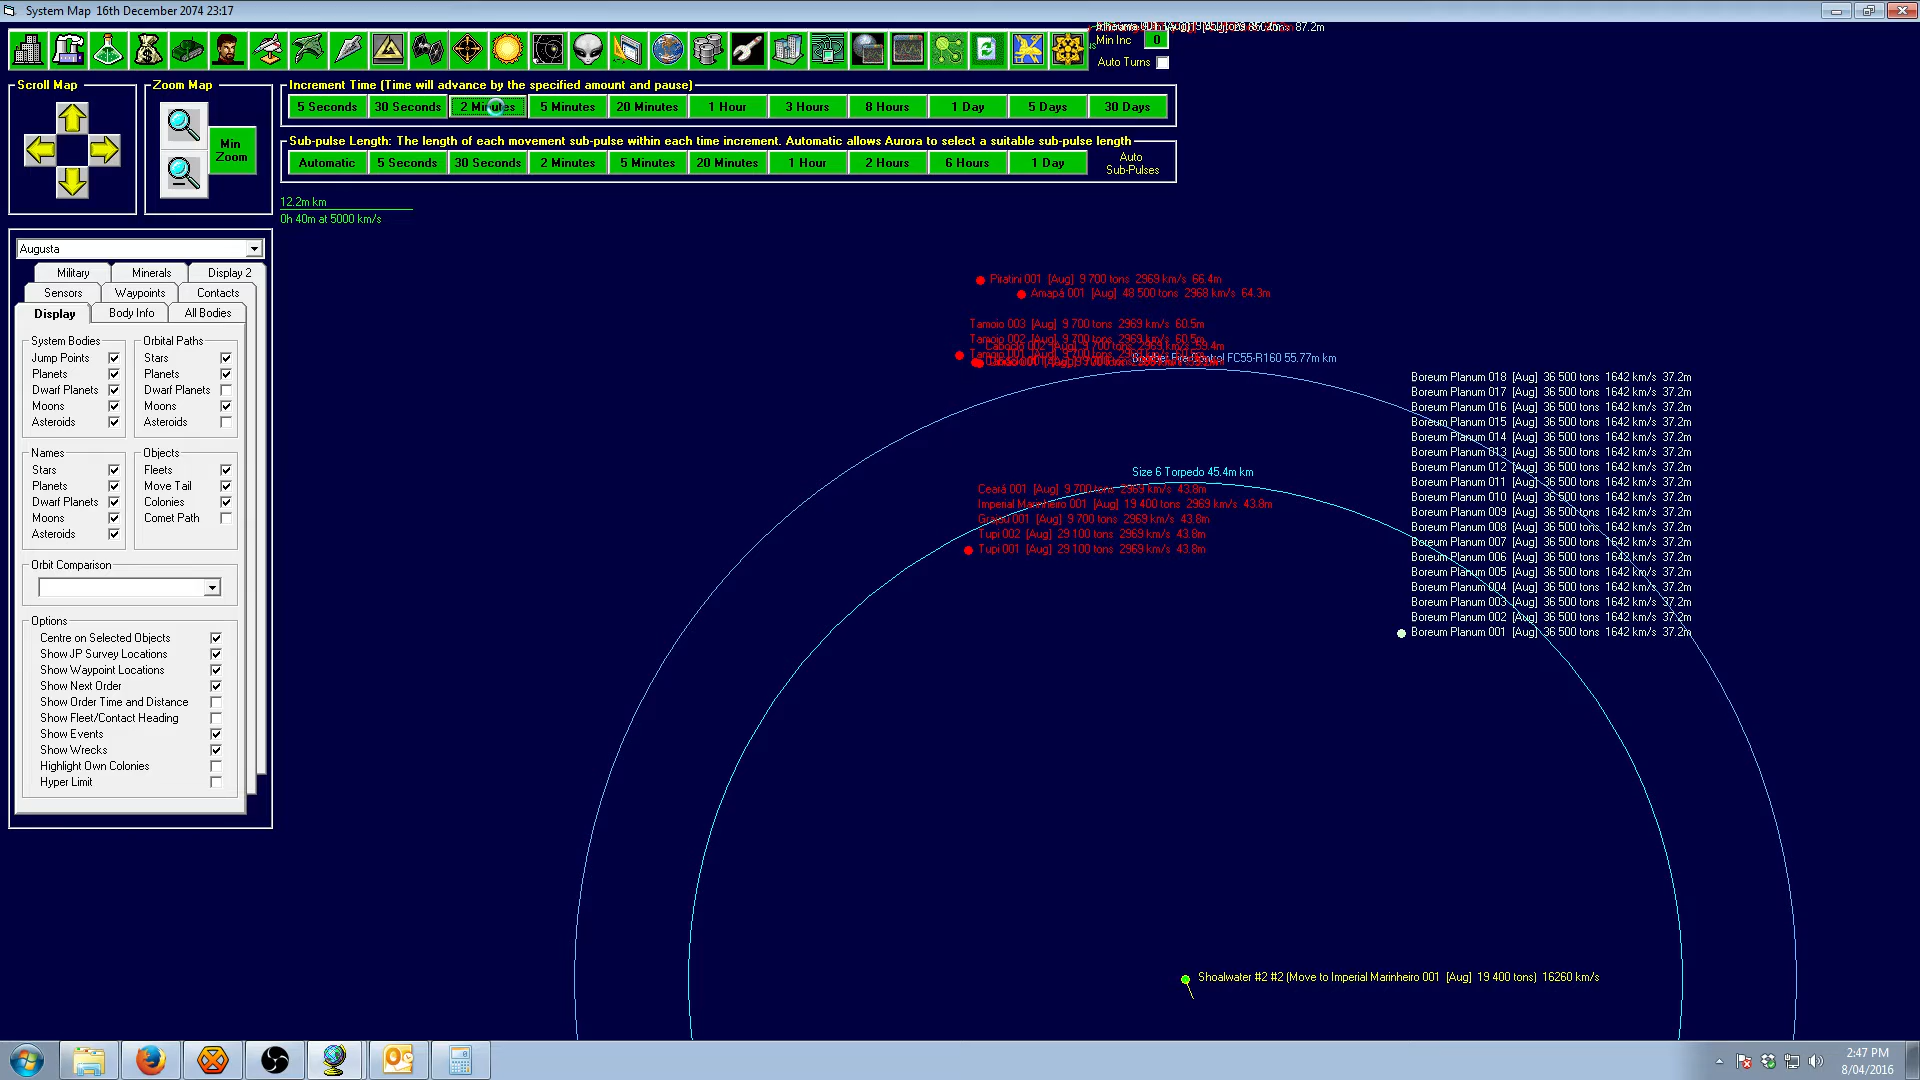 System Map  16th December 2074 23:17
87.2m
Min Inc 0
Auto Turns
Scroll Map
Zoom Map
Min Zoom
Increment Time (Time will advance by the specified amount and pause)
5 Seconds 30 Seconds 2 Minutes 5 Minutes 20 Minutes 1 Hour 3 Hours 8 Hours 1 Day 5 Days 30 Days
Sub-pulse Length: The length of each movement sub-pulse within each time increment. Automatic allows Aurora to select a suitable sub-pulse length
Automatic 5 Seconds 30 Seconds 2 Minutes 5 Minutes 20 Minutes 1 Hour 2 Hours 6 Hours 1 Day
Auto Sub-Pulses
12.2m km
0h 40m at 5000 km/s
Augusta
Military Minerals Display 2
Sensors Waypoints Contacts
Display Body Info All Bodies
System Bodies
Jump Points
Planets
Dwarf Planets
Moons
Asteroids
Orbital Paths
Stars
Planets
Dwarf Planets
Moons
Asteroids
Names
Stars
Planets
Dwarf Planets
Moons
Asteroids
Objects
Fleets
Move Tail
Colonies
Comet Path
Orbit Comparison
Options
Centre on Selected Objects
Show JP Survey Locations
Show Waypoint Locations
Show Next Order
Show Order Time and Distance
Show Fleet/Contact Heading
Show Events
Show Wrecks
Highlight Own Colonies
Hyper Limit
Piratini 001  [Aug]  9 700 tons  2969 km/s  66.4m
Amapá 001  [Aug]  48 500 tons  2968 km/s  64.3m
Tamoio 003  [Aug]  9 700 tons  2969 km/s  60.5m
Tamoio 002  [Aug]  9 700 tons  2969 km/s  60.5m
Tamoio 001  [Aug]
FC55-R160 55.77m km
Size 6 Torpedo 45.4m km
Ceará 001  [Aug]  9 700 tons  2969 km/s  43.8m
Imperial Marinheiro 001  [Aug]  19 400 tons  2969 km/s  43.8m
001  [Aug]  9 700 tons  2969 km/s  43.8m
Tupi 002  [Aug]  29 100 tons  2969 km/s  43.8m
Tupi 001  [Aug]  29 100 tons  2969 km/s  43.8m
Boreum Planum 018  [Aug]  36 500 tons  1642 km/s  37.2m
Boreum Planum 017  [Aug]  36 500 tons  1642 km/s  37.2m
Boreum Planum 016  [Aug]  36 500 tons  1642 km/s  37.2m
Boreum Planum 015  [Aug]  36 500 tons  1642 km/s  37.2m
Boreum Planum 014  [Aug]  36 500 tons  1642 km/s  37.2m
Boreum Planum 013  [Aug]  36 500 tons  1642 km/s  37.2m
Boreum Planum 012  [Aug]  36 500 tons  1642 km/s  37.2m
Boreum Planum 011  [Aug]  36 500 tons  1642 km/s  37.2m
Boreum Planum 010  [Aug]  36 500 tons  1642 km/s  37.2m
Boreum Planum 009  [Aug]  36 500 tons  1642 km/s  37.2m
Boreum Planum 008  [Aug]  36 500 tons  1642 km/s  37.2m
Boreum Planum 007  [Aug]  36 500 tons  1642 km/s  37.2m
Boreum Planum 006  [Aug]  36 500 tons  1642 km/s  37.2m
Boreum Planum 005  [Aug]  36 500 tons  1642 km/s  37.2m
Boreum Planum 004  [Aug]  36 500 tons  1642 km/s  37.2m
Boreum Planum 003  [Aug]  36 500 tons  1642 km/s  37.2m
Boreum Planum 002  [Aug]  36 500 tons  1642 km/s  37.2m
Boreum Planum 001  [Aug]  36 500 tons  1642 km/s  37.2m
Shoalwater #2 #2 (Move to Imperial Marinheiro 001  [Aug]  19 400 tons)  16260 km/s
2:47 PM
8/04/2016